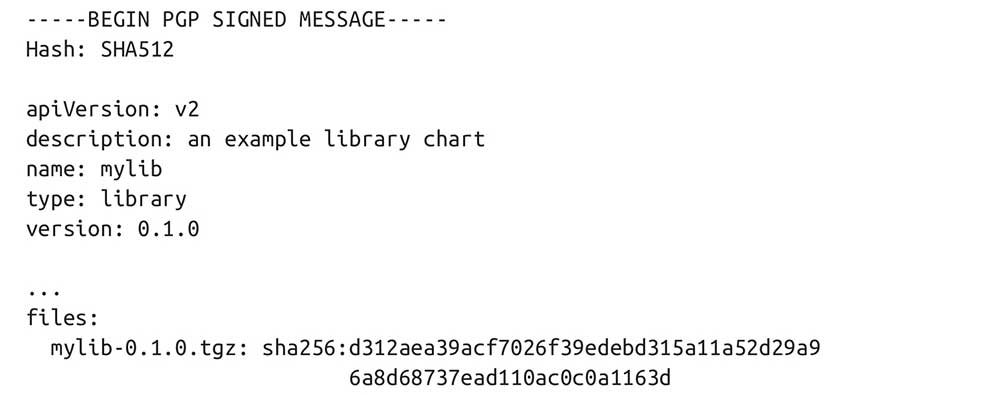 -----BEGIN PGP SIGNED MESSAGE-----
Hash: SHA512

apiVersion: v2
description: an example library chart
name: mylib
type: library
version: 0.1.0

...
files:
  mylib-0.1.0.tgz: sha256:d312aea39acf7026f39edebd315a11a52d29a9
                          6a8d68737ead110ac0c0a1163d